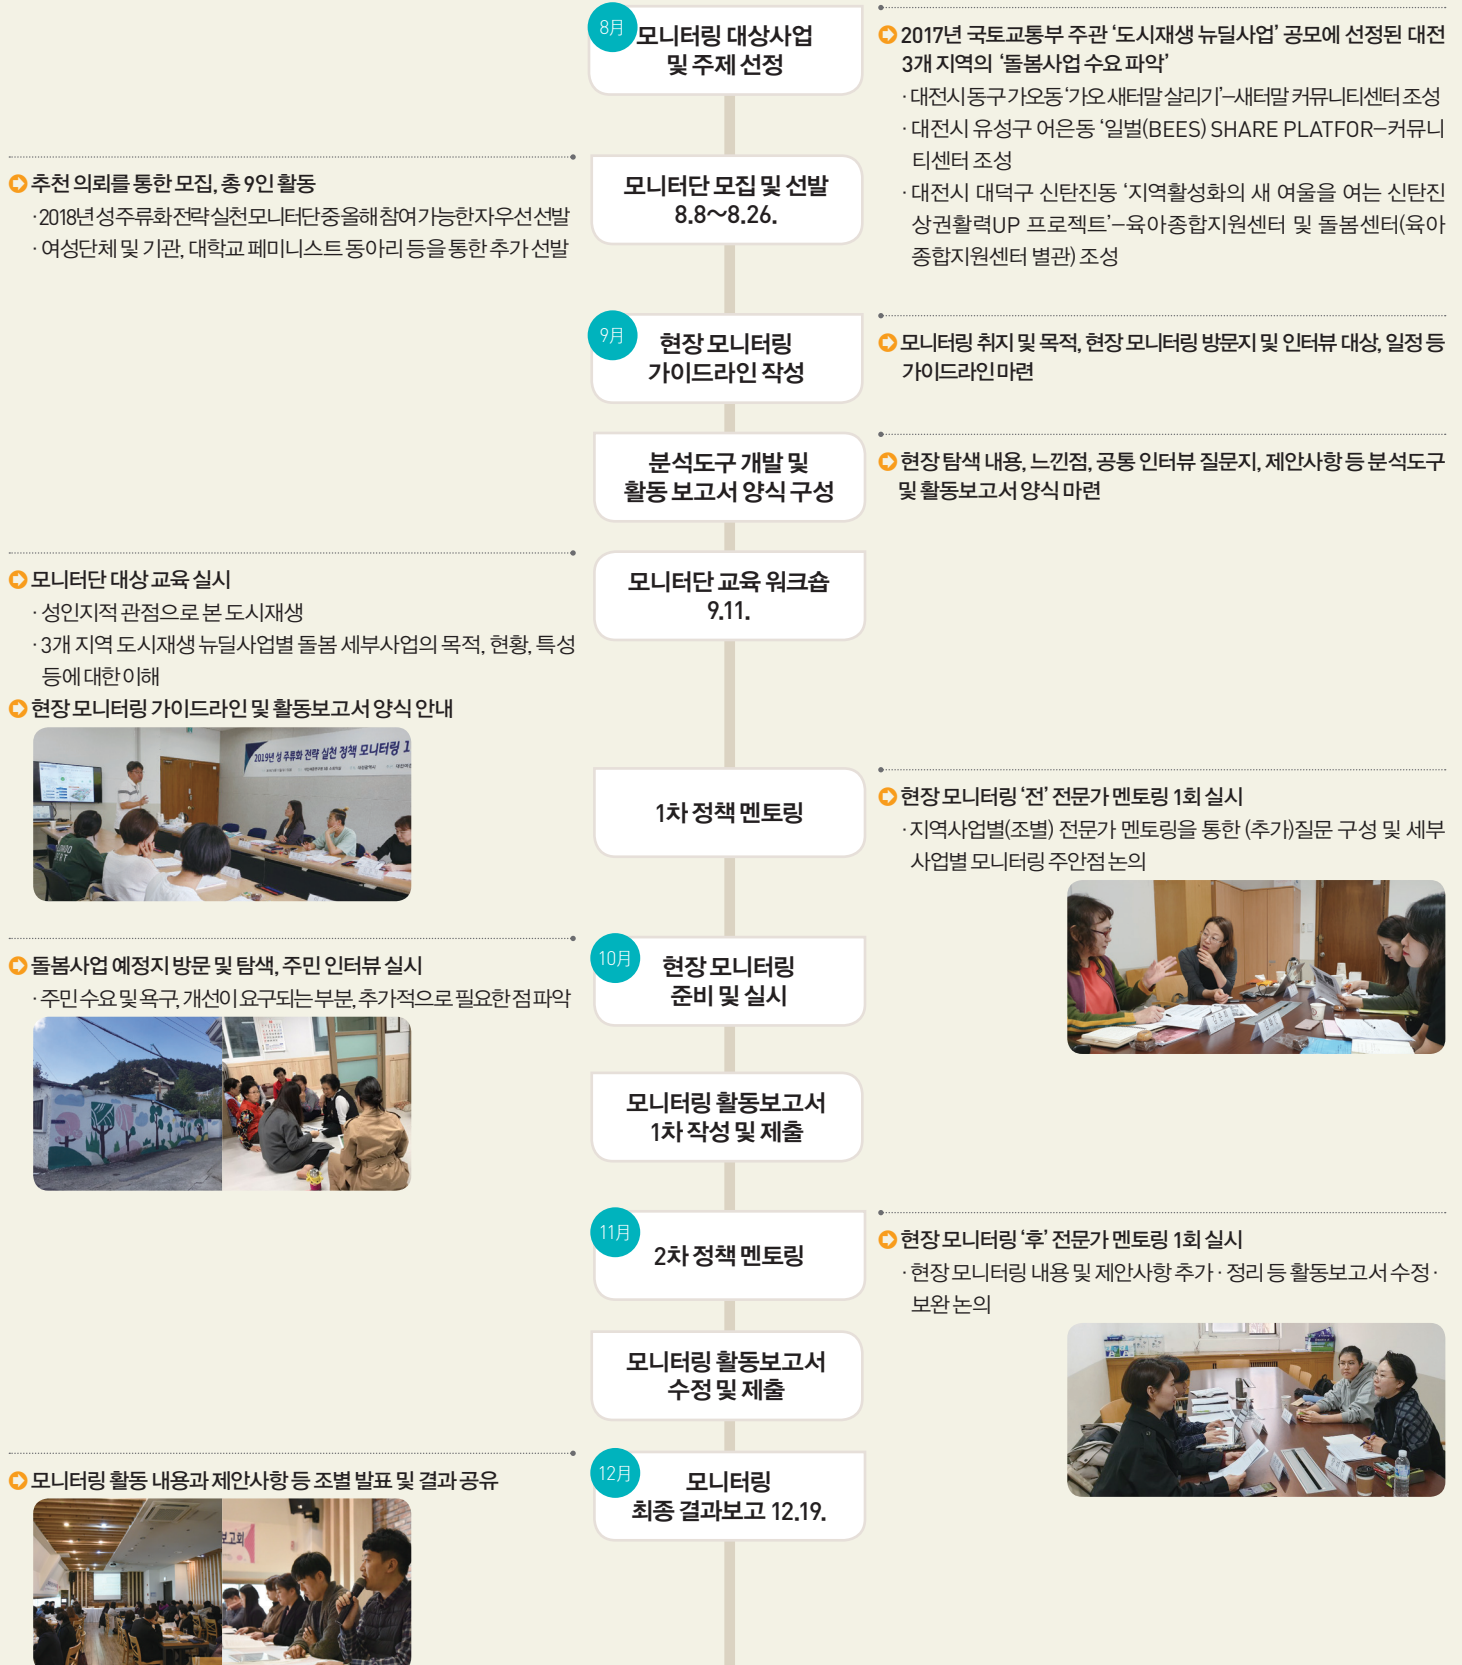 8月
모니터링 대상사업
및 주제 선정
2017년 국토교통부 주관 ‘도시재생 뉴딜사업’ 공모에 선정된 대전
3개 지역의 ‘돌봄사업 수요 파악’
· 대전시 동구 가오동 ‘가오 새터말 살리기’–새터말 커뮤니티센터 조성
· 대전시 유성구 어은동 ‘일벌(BEES) SHARE PLATFOR–커뮤니
티센터 조성
· 대전시 대덕구 신탄진동 ‘지역활성화의 새 여울을 여는 신탄진
상권활력UP 프로젝트’–육아종합지원센터 및 돌봄센터(육아
종합지원센터 별관) 조성
모니터단 모집 및 선발
8.8～8.26.
추천 의뢰를 통한 모집, 총 9인 활동
· 2018년 성 주류화 전략 실천 모니터단 중 올해 참여 가능한 자 우선 선발
· 여성단체 및 기관, 대학교 페미니스트 동아리 등을 통한 추가 선발
9月
현장 모니터링
가이드라인 작성
모니터링 취지 및 목적, 현장 모니터링 방문지 및 인터뷰 대상, 일정 등
가이드라인 마련
분석도구 개발 및
활동 보고서 양식 구성
현장 탐색 내용, 느낀점, 공통 인터뷰 질문지, 제안사항 등 분석도구
및 활동보고서 양식 마련
모니터단 교육 워크숍
9.11.
모니터단 대상 교육 실시
· 성인지적 관점으로 본 도시재생
· 3개 지역 도시재생 뉴딜사업별 돌봄 세부사업의 목적, 현황, 특성
등에 대한 이해
현장 모니터링 가이드라인 및 활동보고서 양식 안내
2019년 성 주류화 전략 실천 정책 모니터링 1
1차 정책 멘토링
현장 모니터링 ‘전’ 전문가 멘토링 1회 실시
· 지역사업별(조별) 전문가 멘토링을 통한 (추가)질문 구성 및 세부
사업별 모니터링 주안점 논의
10月
현장 모니터링
준비 및 실시
돌봄사업 예정지 방문 및 탐색, 주민 인터뷰 실시
· 주민 수요 및 욕구, 개선이 요구되는 부분, 추가적으로 필요한 점 파악
모니터링 활동보고서
1차 작성 및 제출
11月
2차 정책 멘토링
현장 모니터링 ‘후’ 전문가 멘토링 1회 실시
· 현장 모니터링 내용 및 제안사항 추가 · 정리 등 활동보고서 수정 ·
보완 논의
모니터링 활동보고서
수정 및 제출
12月
모니터링
최종 결과보고 12.19.
모니터링 활동 내용과 제안사항 등 조별 발표 및 결과 공유
보고회